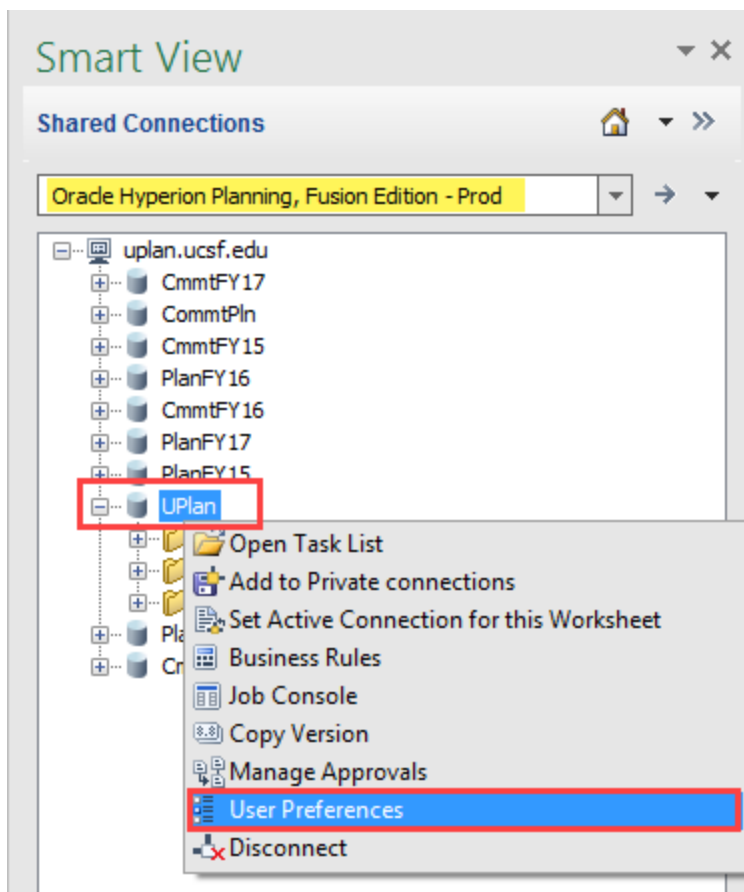 Smart View
Shared Connections
Oracle Hyperion Planning, Fusion Edition - Prod
uplan.ucsf.edu
CmmtFY17
CommtPln
CmmtFY15
PlanFY16
CmmtFY16
PlanFY17
PlanFY15
UPlan
Open Task List
Add to Private connections
Set Active Connection for this Worksheet
Business Rules
Job Console
Copy Version
Manage Approvals
User Preferences
Disconnect